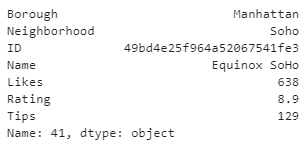 Borough Manhattan
Neighborhood Soho
ID 49bd4e25f964a52067541fe3
Name Equinox SoHo
Likes 638
Rating 8.9
Tips 129
Name: 41, dtype: object